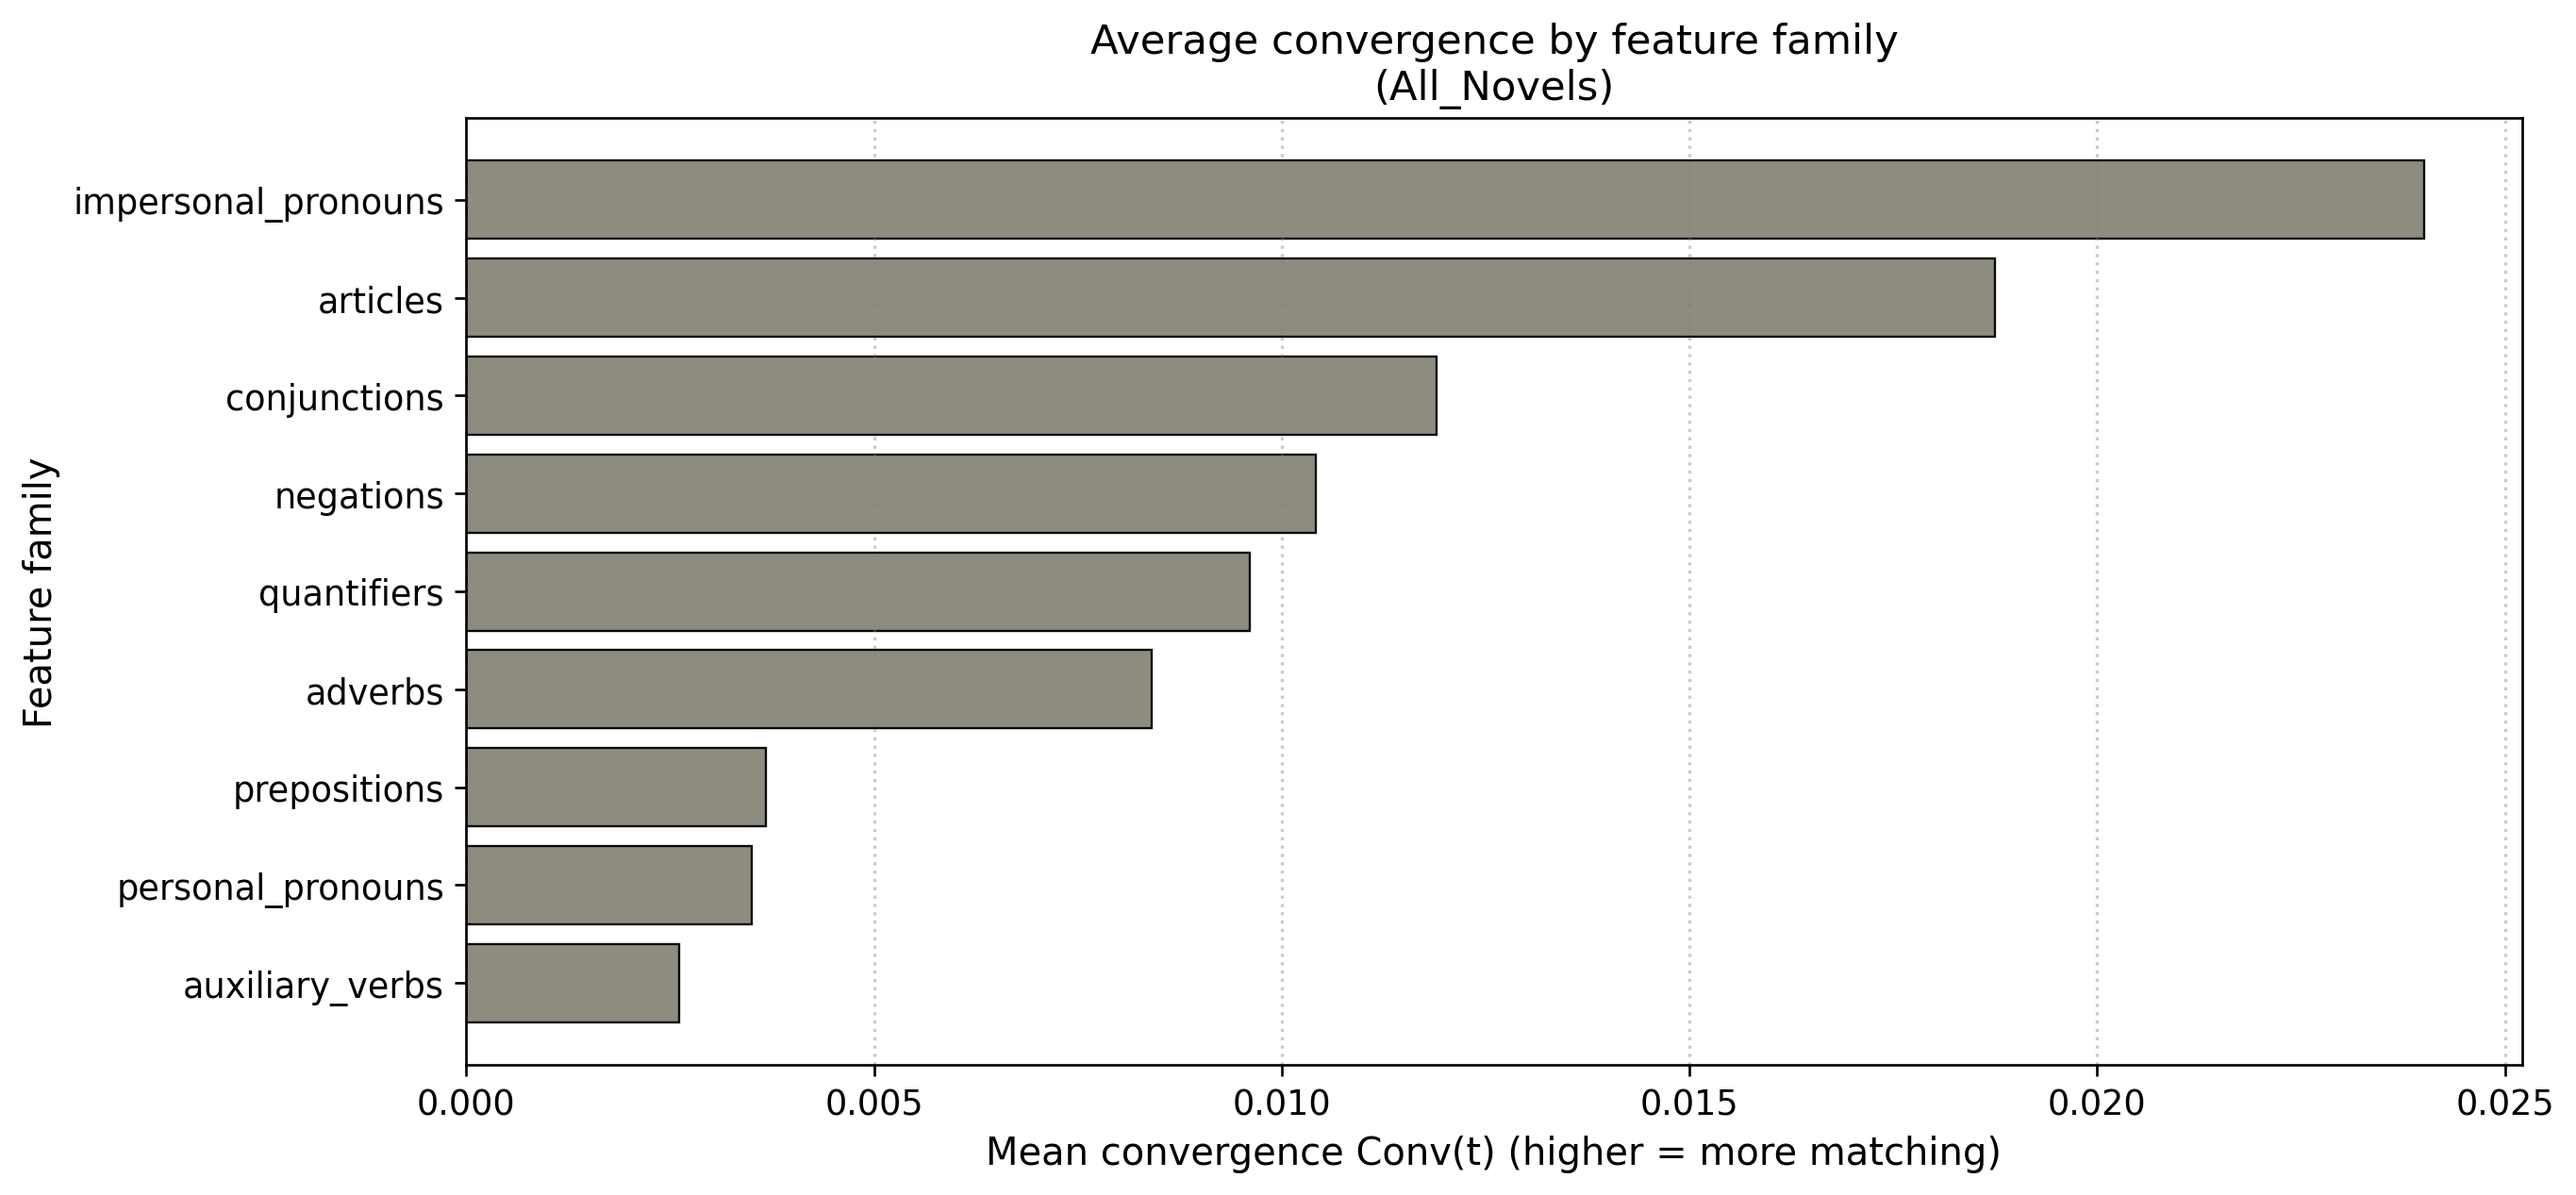 Average convergence by feature family
(All_Novels)
Feature family
impersonal_pronouns
articles
conjunctions
negations
quantifiers
adverbs
prepositions
personal_pronouns
auxiliary_verbs
0.000 0.005 0.010 0.015 0.020 0.025
Mean convergence Conv(t) (higher = more matching)